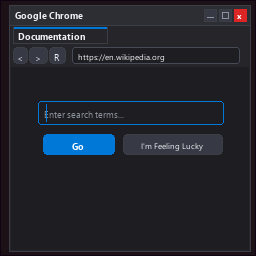 Google Chrome
Documentation
< > R https://en.wikipedia.org
Enter search terms...
Go I'm Feeling Lucky